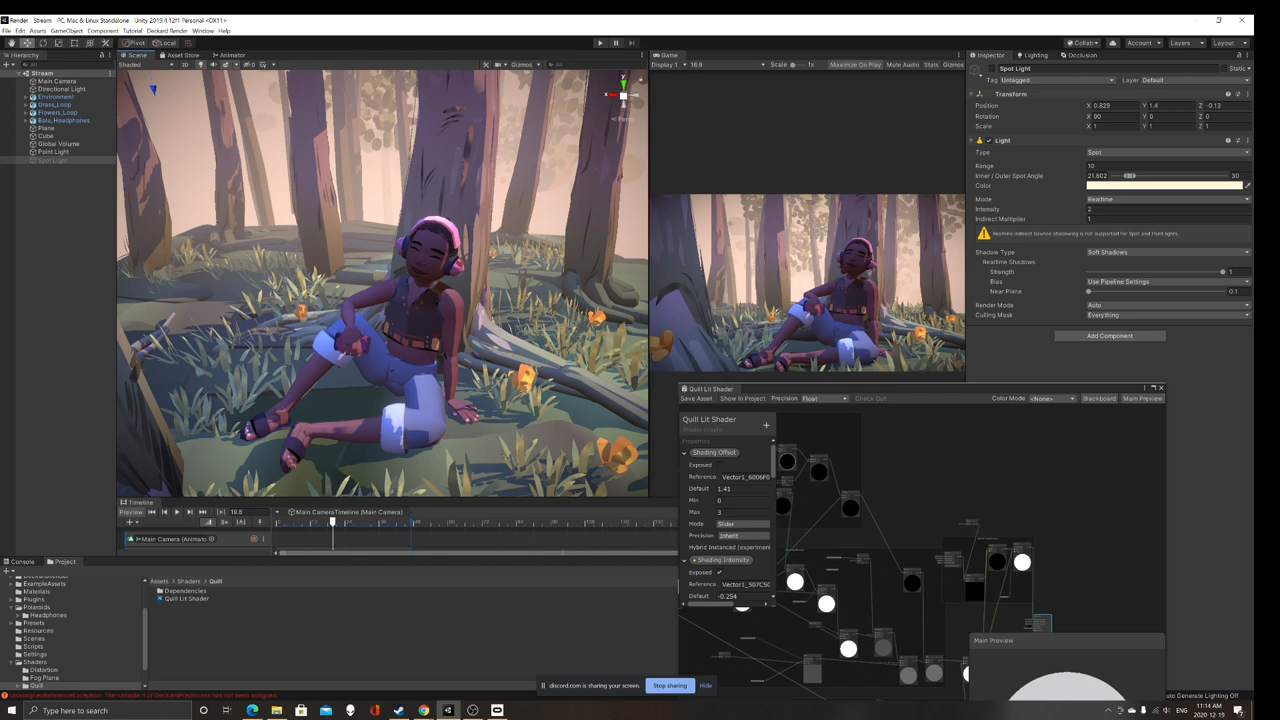 Render - Stream - PC, Mac & Linux Standalone - Unity 2019.4.12f1 Personal <DX11>
File Edit Assets GameObject Component Tools Deckard Render Window Help
Pivot Local
Collab Account Layers Layout
Hierarchy
All
Stream
Main Camera
Directional Light
Environment
Grass_Loop
Flowers_Loop
Bolu_Headphones
Plane
Cube
Global Volume
Point Light
Spot Light
Scene Asset Store Animator
Shaded 2D Gizmos All
y
x
Persp
Game
Display 1 16:9 Scale 1x Maximize On Play Mute Audio Stats Gizmos
Inspector Lighting Occlusion
Spot Light Static
Tag Untagged Layer Default
Transform
Position X 0.829 Y 1.4 Z -0.13
Rotation X 90 Y 0 Z 0
Scale X 1 Y 1 Z 1
Light
Type Spot
Range 10
Inner / Outer Spot Angle 21.802 30
Color
Mode Realtime
Intensity 2
Indirect Multiplier 1
Realtime indirect bounce shadowing is not supported for Spot and Point lights.
Shadow Type Soft Shadows
Realtime Shadows
Strength 1
Bias Use Pipeline Settings
Near Plane 0.1
Render Mode Auto
Culling Mask Everything
Add Component
Quill Lit Shader
Save Asset Show In Project Precision Float Check Out Color Mode <None> Blackboard Main Preview
Quill Lit Shader
Shader Graphs
Properties
Shading Offset
Exposed
Reference Vector1_6006F0
Default 1.41
Min 0
Max 3
Mode Slider
Precision Inherit
Hybrid Instanced (experiment
Shading Intensity
Exposed
Reference Vector1_507C5C
Default -0.254
Main Preview
Timeline
Preview 19.8 Main CameraTimeline (Main Camera)
Main Camera (Animato
Console Project
ExampleAssets
Materials
Plugins
Polaroids
Headphones
Presets
Resources
Scenes
Scripts
Settings
Shaders
Distortion
Fog Plane
Quill
Assets Shaders Quill
Dependencies
Quill Lit Shader
discord.com is sharing your screen. Stop sharing Hide
Auto Generate Lighting Off
Type here to search
ENG
11:14 AM
2020-12-19